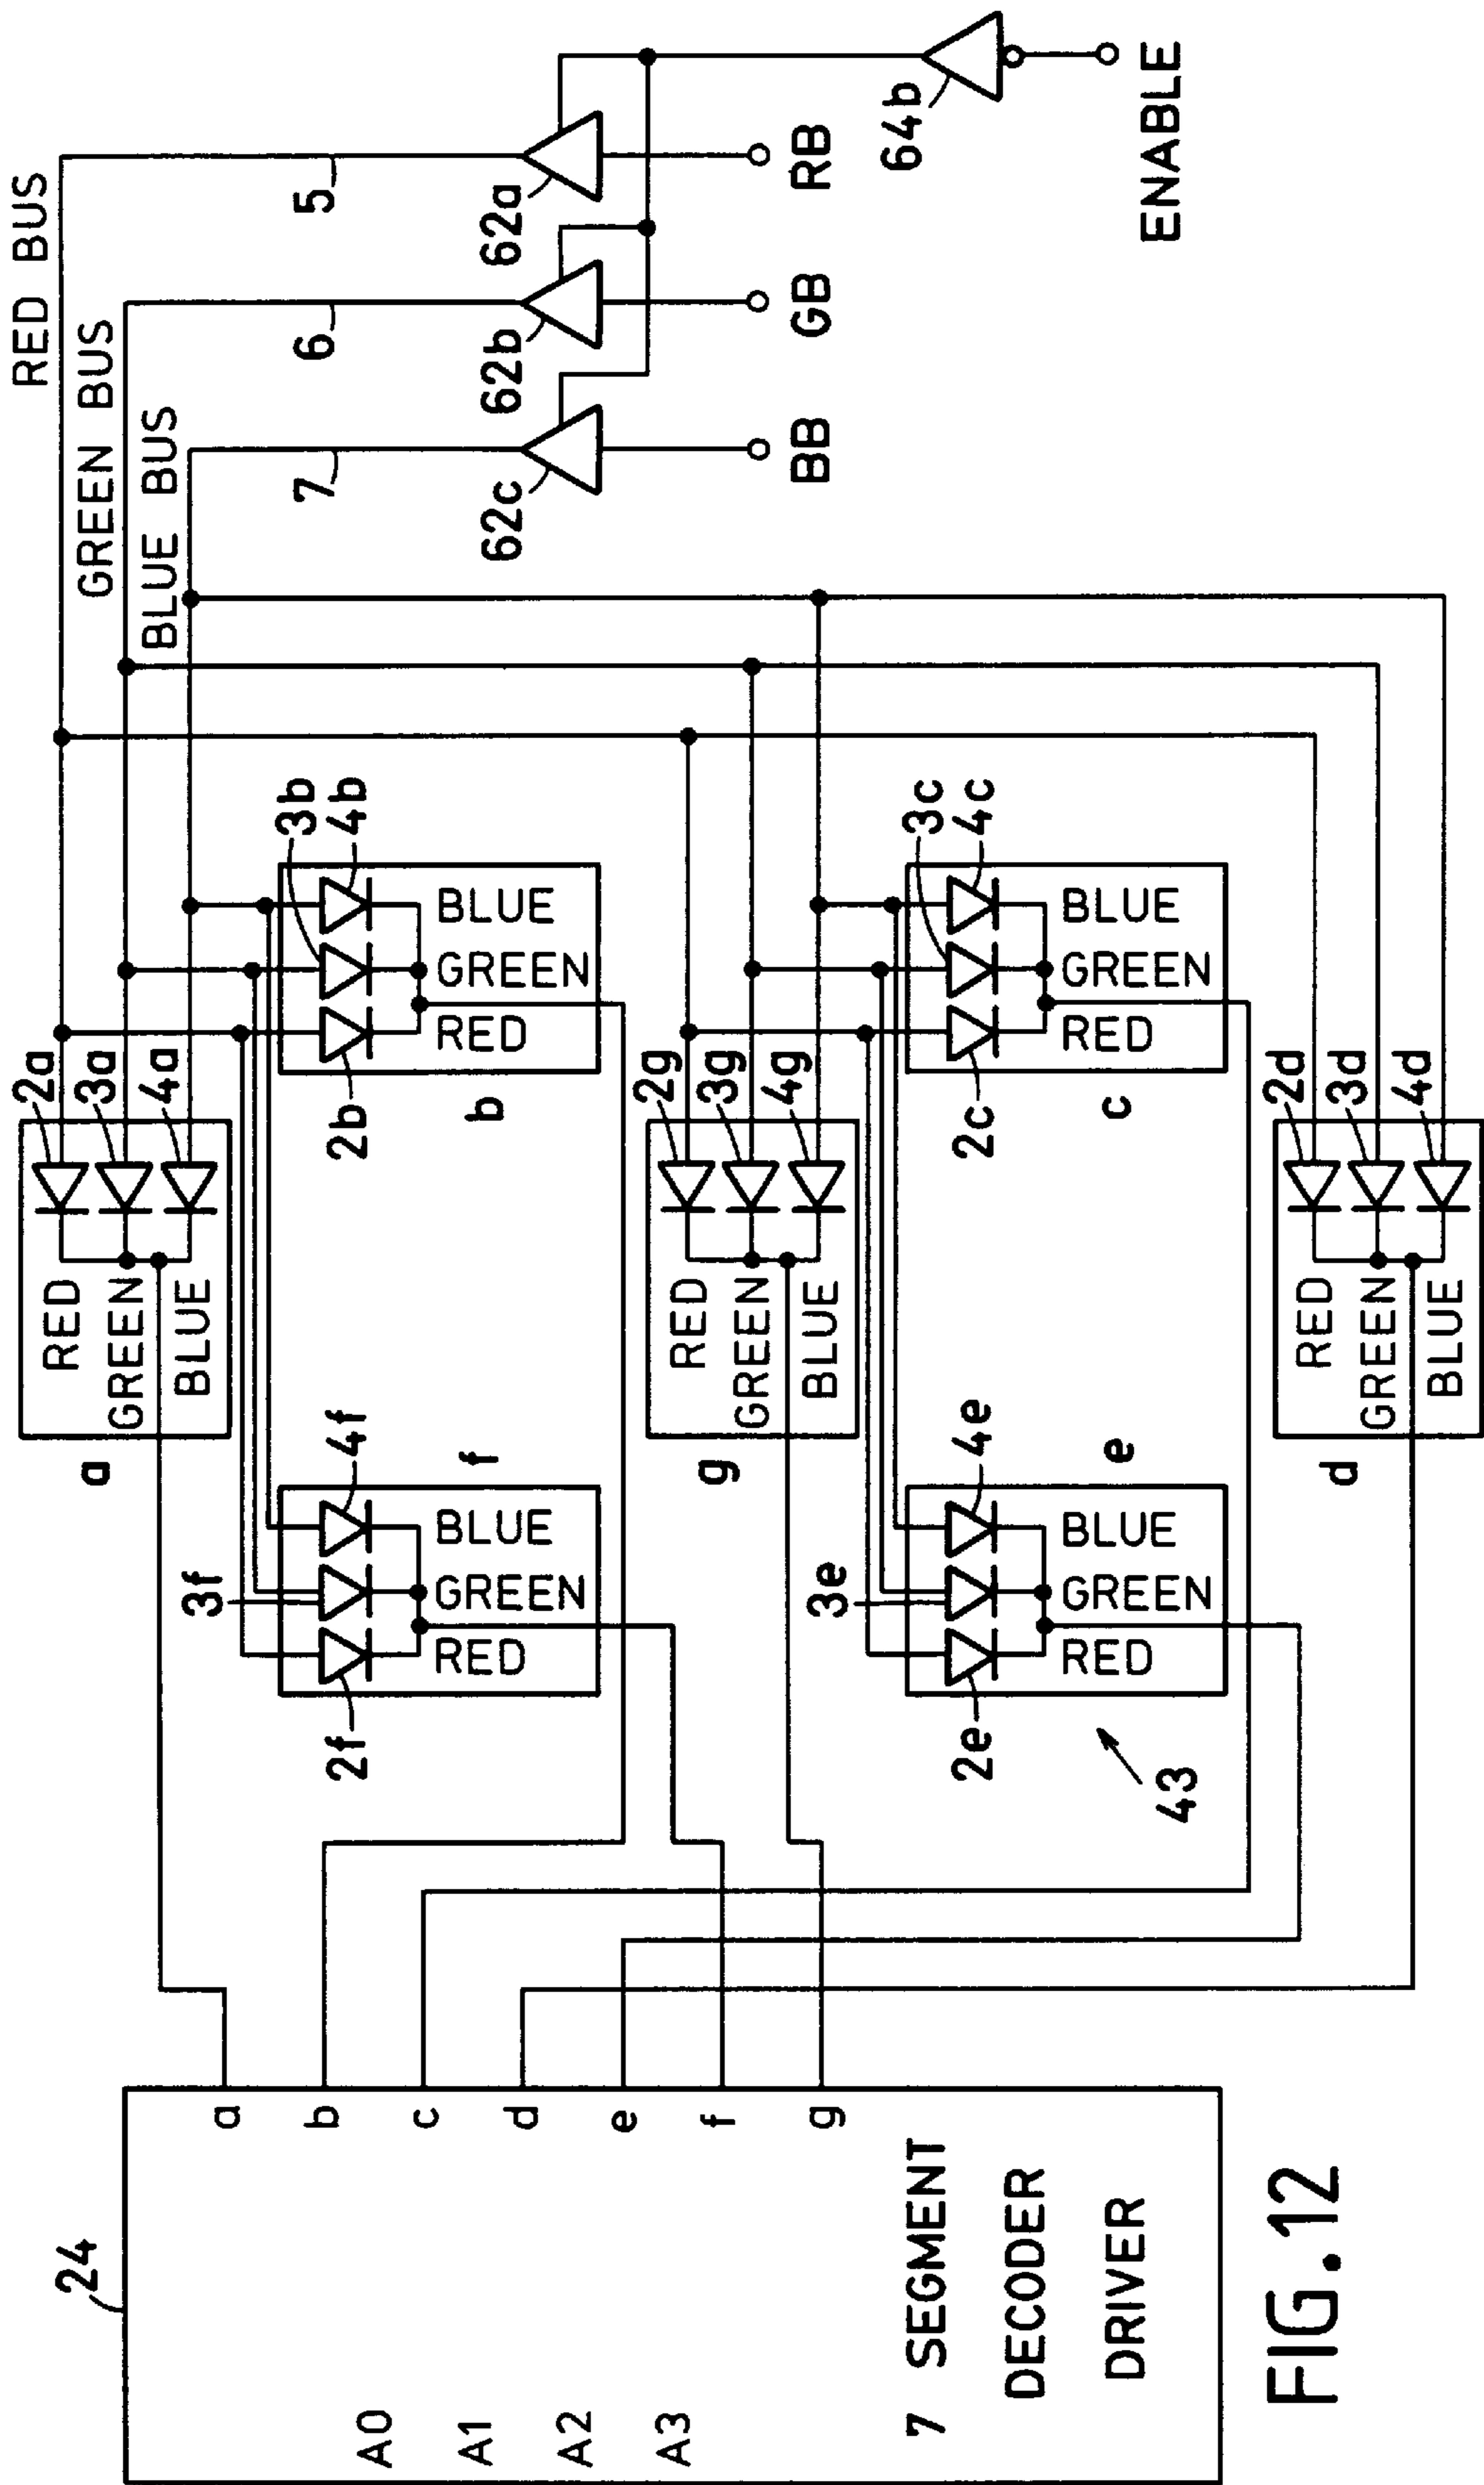 RED BUS
GREEN BUS
BLUE BUS
5
6
7
62a
62b
62c
RB
GB
BB
64b
ENABLE
24
A0
A1
A2
A3
a
b
c
d
e
f
g
7 SEGMENT
DECODER
DRIVER
a
RED
GREEN
BLUE
2a
3a
4a
f
2f
3f
4f
RED
GREEN
BLUE
b
2b
3b
4b
RED
GREEN
BLUE
g
RED
GREEN
BLUE
2g
3g
4g
e
2e
3e
4e
RED
GREEN
BLUE
c
2c
3c
4c
RED
GREEN
BLUE
d
RED
GREEN
BLUE
2d
3d
4d
43
FIG.12